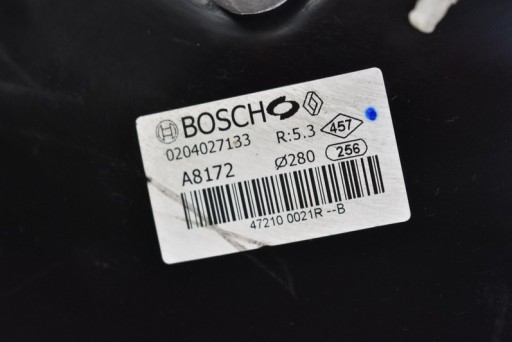 BOSCH
0204027133 R:5.3 457
A8172 Ø280 256
47210 0021R --B